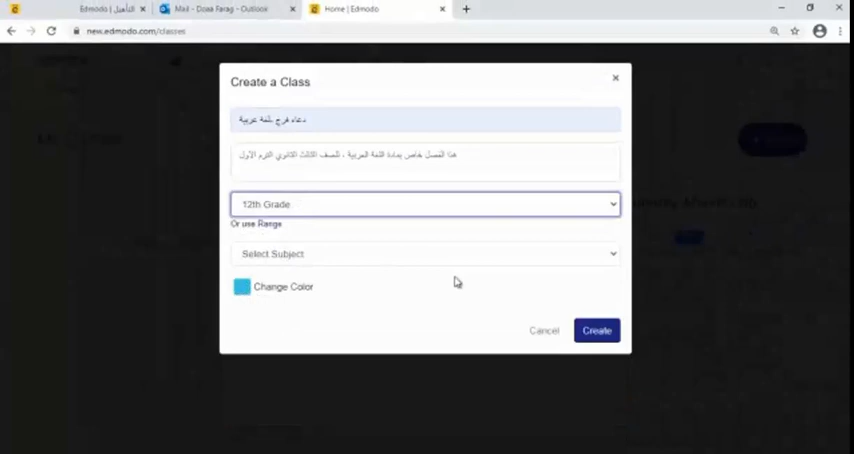 Edmodo | التأهيل
Mail - Doaa Farag - Outlook
Home | Edmodo
new.edmodo.com/classes
Create a Class
دعاء فرج لغة عربية
هذا الفصل خاص بمادة اللغة العربية ، للصف الثالث الثانوي الترم الأول
12th Grade
Or use Range
Select Subject
Change Color
Cancel
Create